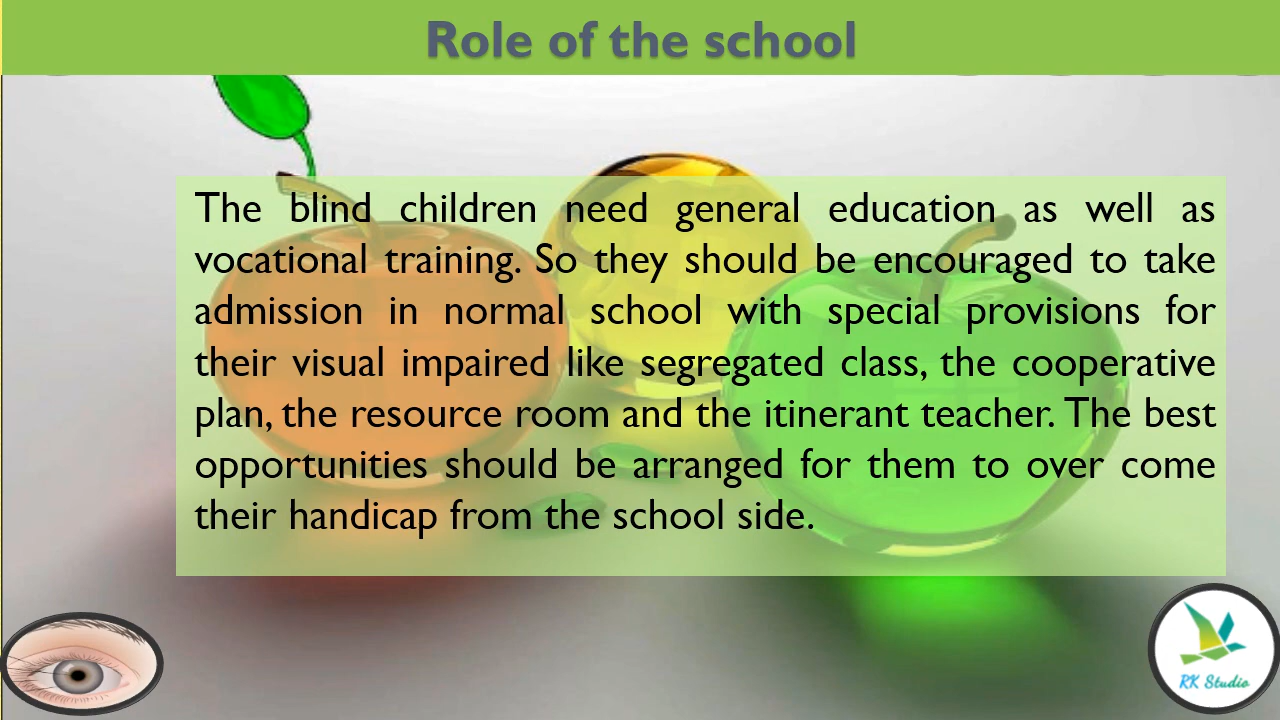 Role of the school
The blind children need general education as well as
vocational training. So they should be encouraged to take
admission in normal school with special provisions for
their visual impaired like segregated class, the cooperative
plan, the resource room and the itinerant teacher. The best
opportunities should be arranged for them to over come
their handicap from the school side.
RK Studio